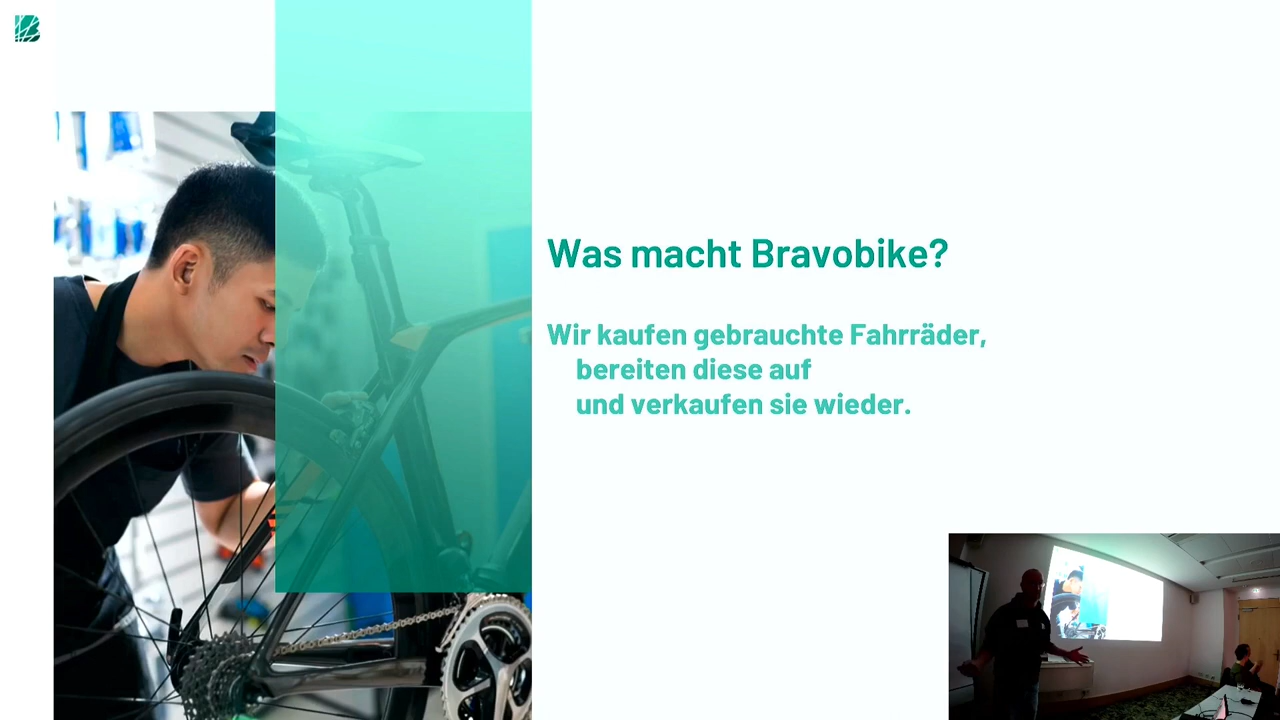 Was macht Bravobike?
Wir kaufen gebrauchte Fahrräder,
bereiten diese auf
und verkaufen sie wieder.